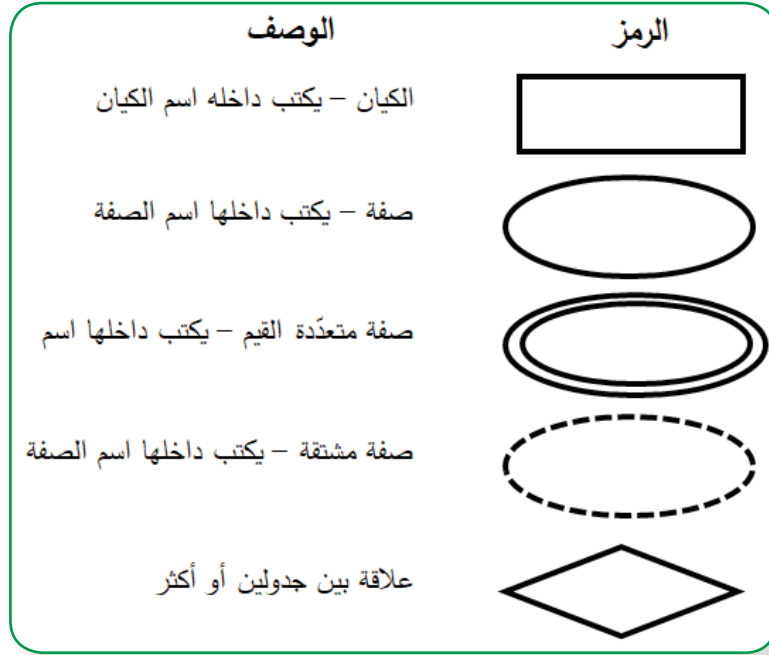 الرمز الوصف
الكيان – يكتب داخله اسم الكيان
صفة – يكتب داخلها اسم الصفة
صفة متعدّدة القيم – يكتب داخلها اسم
صفة مشتقة – يكتب داخلها اسم الصفة
علاقة بين جدولين أو أكثر